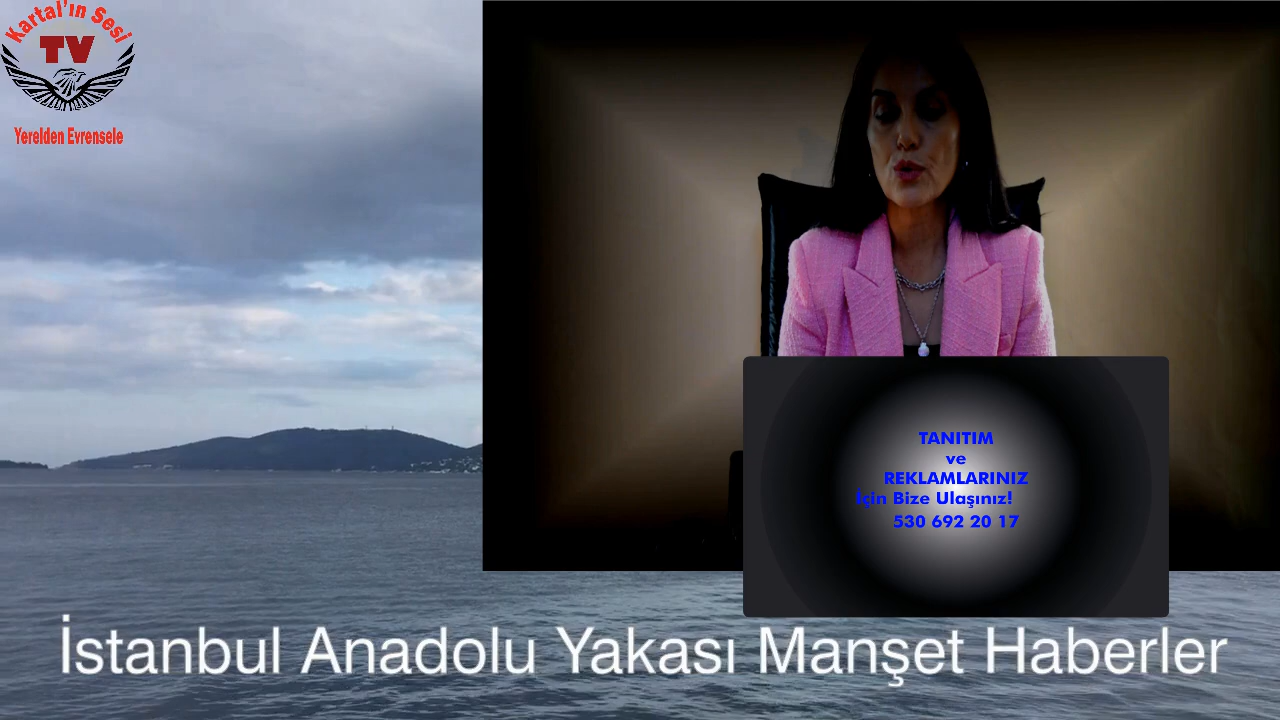 Kartal'ın Sesi
TV
Yerelden Evrensele
TANITIM
ve
REKLAMLARINIZ
İçin Bize Ulaşınız!
530 692 20 17
İstanbul Anadolu Yakası Manşet Haberler